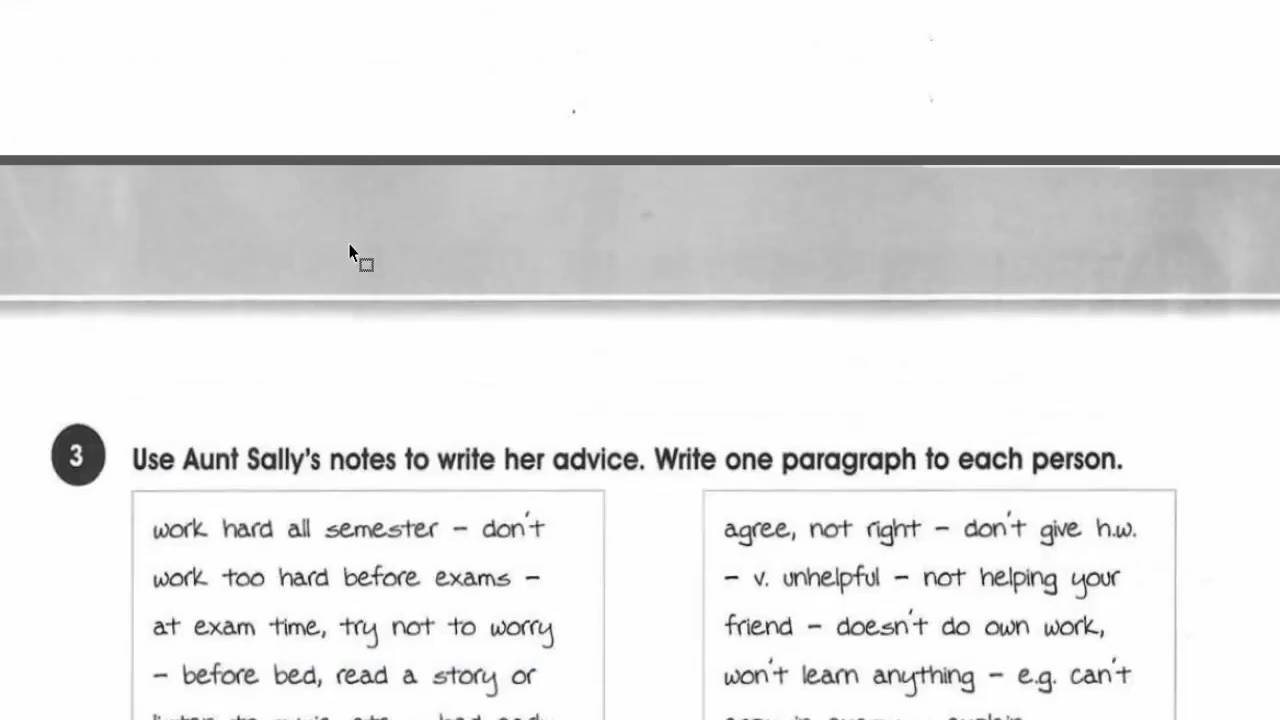 3 Use Aunt Sally's notes to write her advice. Write one paragraph to each person.
work hard all semester - don't
work too hard before exams -
at exam time, try not to worry
- before bed, read a story or
agree, not right - don't give h.w.
- v. unhelpful - not helping your
friend - doesn't do own work,
won't learn anything - e.g. can't